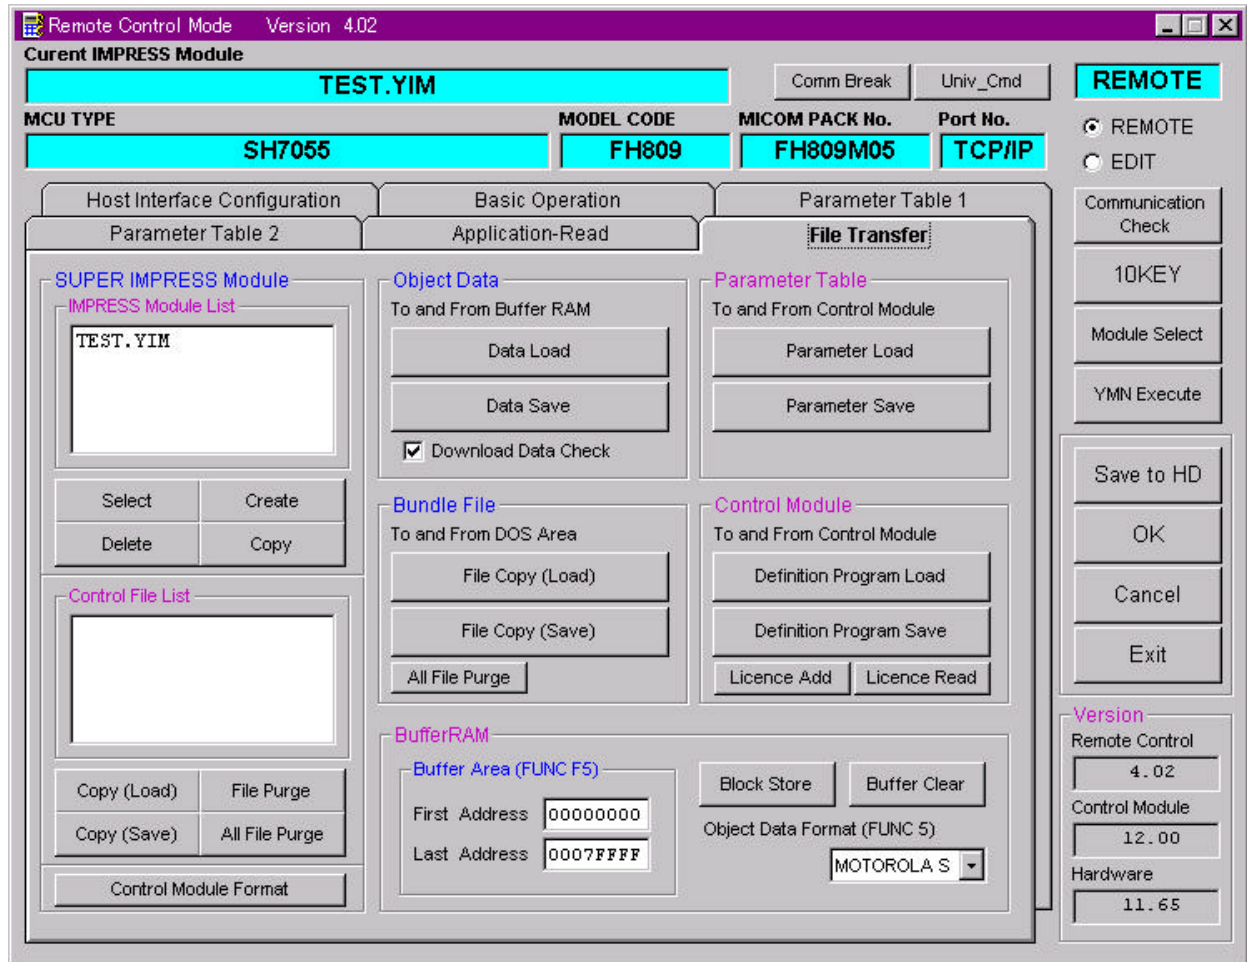 Remote Control Mode Version 4.02
Curent IMPRESS Module
TEST.YIM
Comm Break
Univ_Cmd
REMOTE
MCU TYPE
MODEL CODE
MICOM PACK No.
Port No.
SH7055
FH809
FH809M05
TCP/IP
REMOTE
EDIT
Host Interface Configuration
Basic Operation
Parameter Table 1
Parameter Table 2
Application-Read
File Transfer
SUPER IMPRESS Module
IMPRESS Module List
TEST.YIM
Select
Create
Delete
Copy
Control File List
Copy (Load)
File Purge
Copy (Save)
All File Purge
Control Module Format
Object Data
To and From Buffer RAM
Data Load
Data Save
Download Data Check
Parameter Table
To and From Control Module
Parameter Load
Parameter Save
Bundle File
To and From DOS Area
File Copy (Load)
File Copy (Save)
All File Purge
Control Module
To and From Control Module
Definition Program Load
Definition Program Save
Licence Add
Licence Read
BufferRAM
Buffer Area (FUNC F5)
First Address 00000000
Last Address 0007FFFF
Block Store
Buffer Clear
Object Data Format (FUNC 5)
MOTOROLA S
Communication
Check
10KEY
Module Select
YMN Execute
Save to HD
OK
Cancel
Exit
Version
Remote Control
4.02
Control Module
12.00
Hardware
11.65